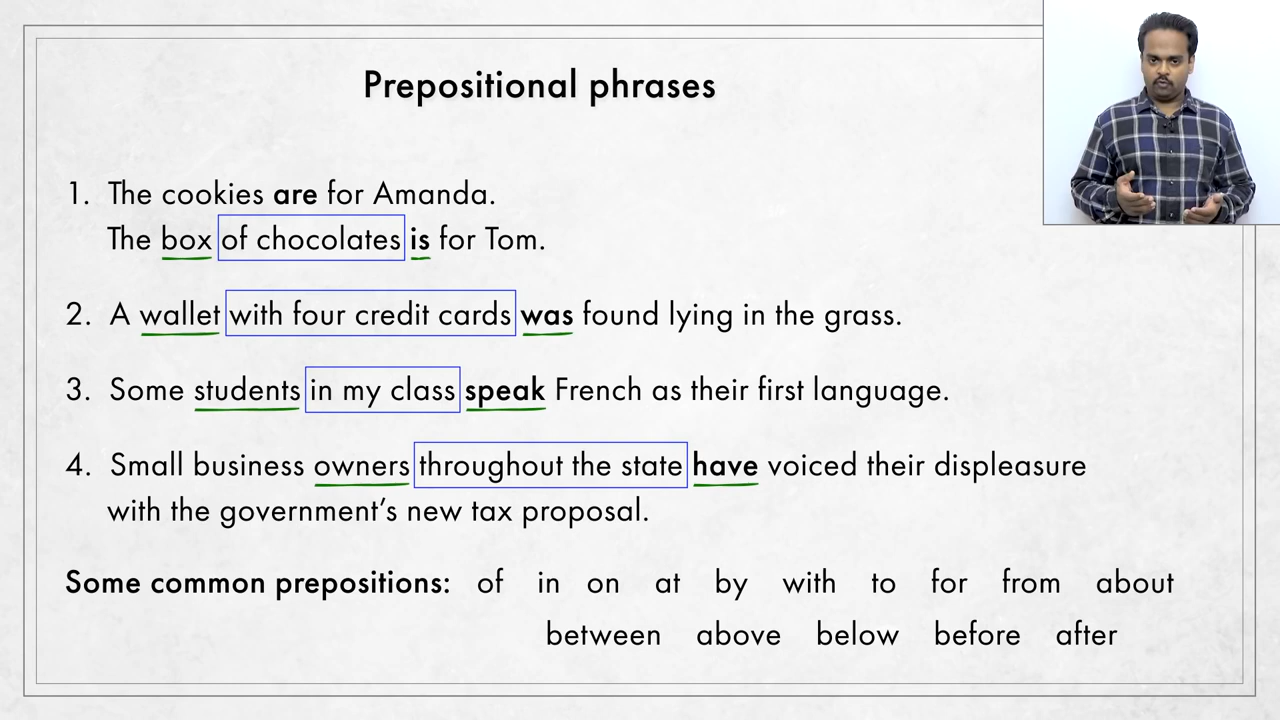 Prepositional phrases
1. The cookies are for Amanda.
The box of chocolates is for Tom.
2. A wallet with four credit cards was found lying in the grass.
3. Some students in my class speak French as their first language.
4. Small business owners throughout the state have voiced their displeasure
with the government’s new tax proposal.
Some common prepositions: of in on at by with to for from about
between above below before after